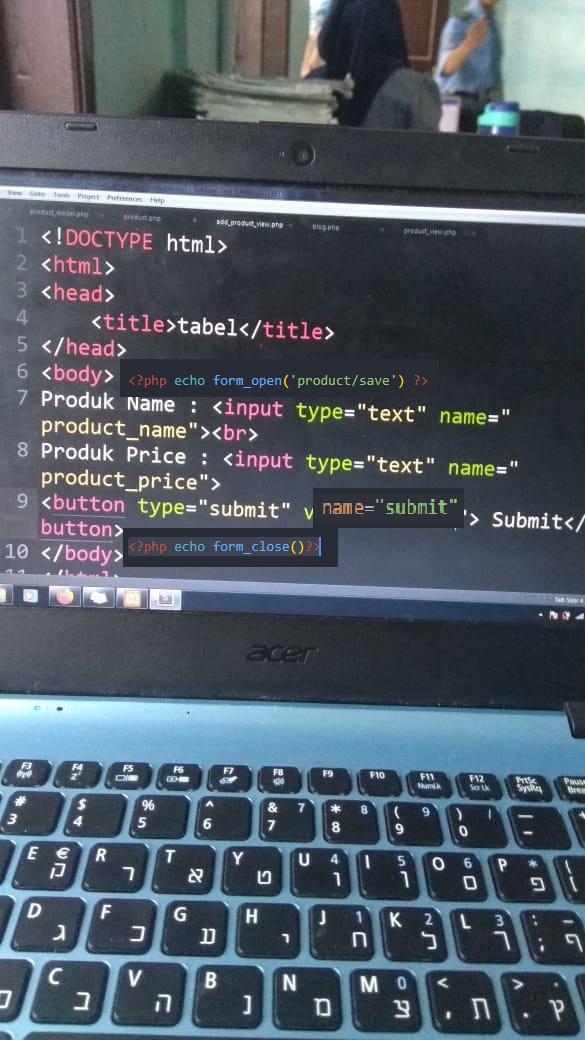 View Goto Tools Project Preferences Help
product_model.php product.php add_product_view.php blog.php product_view.php
1 <!DOCTYPE html>
2 <html>
3 <head>
4 <title>tabel</title>
5 </head>
6 <body> <?php echo form_open('product/save') ?>
7 Produk Name : <input type="text" name="
product_name"><br>
8 Produk Price : <input type="text" name="
product_price">
9 <button type="submit" v name="submit" '> Submit</
button> <?php echo form_close()?>
10 </body>
11 </html>
Tab Size: 4
acer
F3 F4 F5 F6 F7 F8 F9 F10 F11 F12 PrtSc Pause
NumLk Scr Lk SysRq Brea
# $ % ^ & 7 * 8 ( 9 ) / —
3 4 5 6 7 8 9 0 -
E € R T Y U 4 I 5 O 6 P *
ק ר א ט ו ן ם פ
D F G H J 1 K 2 L 3 : –
ג כ ע י ח ל ך ; ף
C V B N M 0 < >
ב ה נ מ צ , ת . ץ